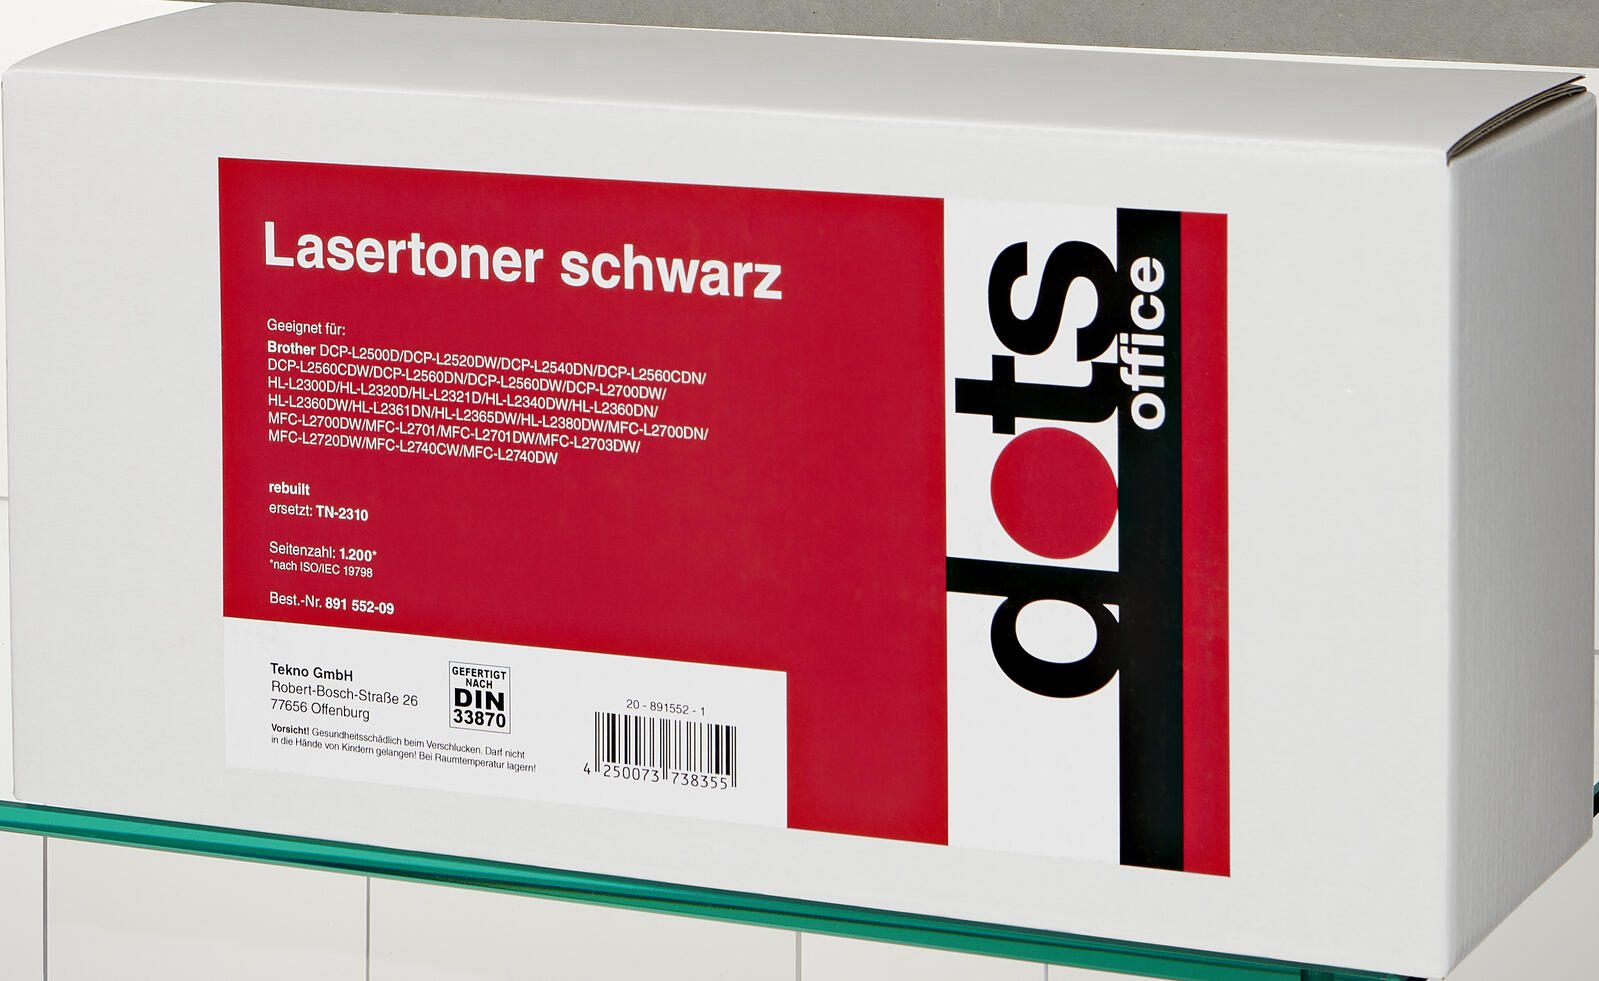 Lasertoner schwarz
Geeignet für:
Brother DCP-L2500D/DCP-L2520DW/DCP-L2540DN/DCP-L2560CDN/
DCP-L2560CDW/DCP-L2560DN/DCP-L2560DW/DCP-L2700DW/
HL-L2300D/HL-L2320D/HL-L2321D/HL-L2340DW/HL-L2360DN/
HL-L2360DW/HL-L2361DN/HL-L2365DW/HL-L2380DW/MFC-L2700DN/
MFC-L2700DW/MFC-L2701/MFC-L2701DW/MFC-L2703DW/
MFC-L2720DW/MFC-L2740CW/MFC-L2740DW
rebuilt
ersetzt: TN-2310
Seitenzahl: 1.200*
*nach ISO/IEC 19798
Best.-Nr. 891 552-09
Tekno GmbH
Robert-Bosch-Straße 26
77656 Offenburg
Vorsicht! Gesundheitsschädlich beim Verschlucken. Darf nicht
in die Hände von Kindern gelangen! Bei Raumtemperatur lagern!
GEFERTIGT
NACH
DIN
33870
20 - 891552 - 1
4 250073 738355
dots
office